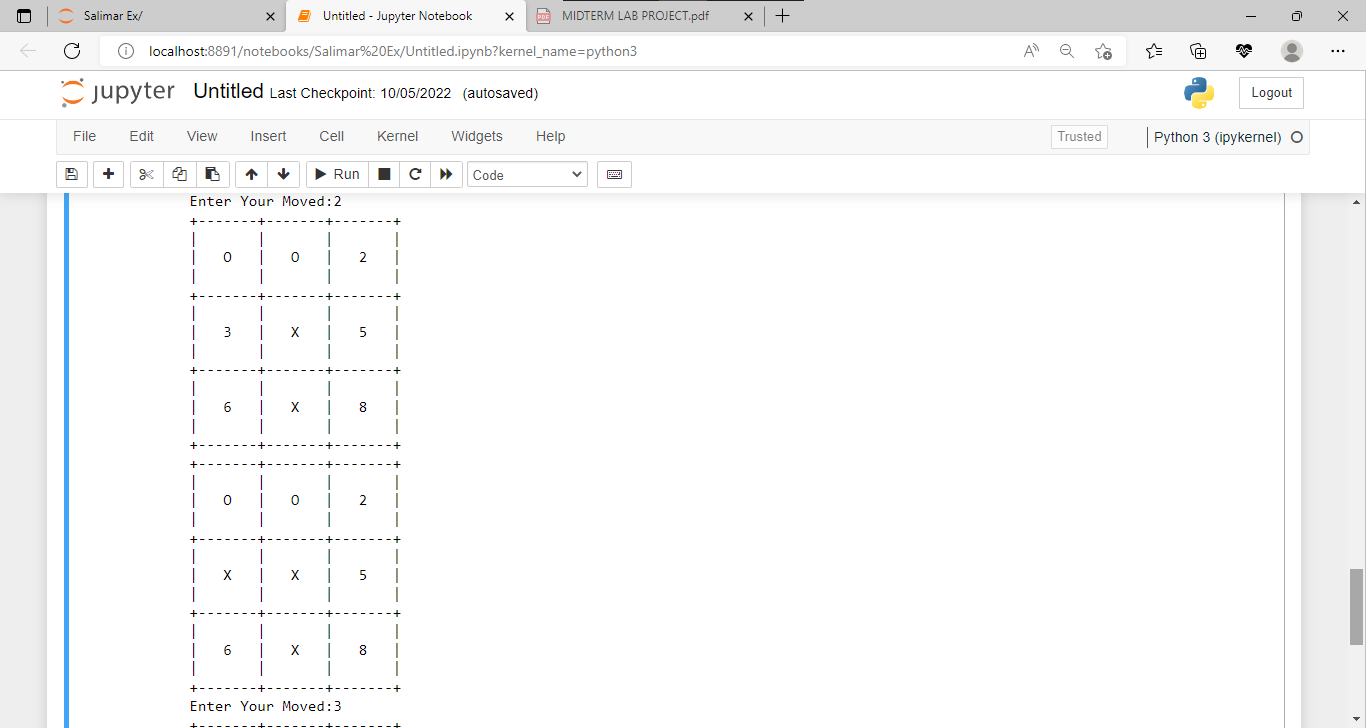 Salimar Ex/
Untitled - Jupyter Notebook
MIDTERM LAB PROJECT.pdf
localhost:8891/notebooks/Salimar%20Ex/Untitled.ipynb?kernel_name=python3
jupyter Untitled Last Checkpoint: 10/05/2022 (autosaved)
Logout
File Edit View Insert Cell Kernel Widgets Help
Trusted
Python 3 (ipykernel)
Run
Code
Enter Your Moved:2
+-------+-------+-------+
|       |       |       |
|   O   |   O   |   2   |
|       |       |       |
+-------+-------+-------+
|       |       |       |
|   3   |   X   |   5   |
|       |       |       |
+-------+-------+-------+
|       |       |       |
|   6   |   X   |   8   |
|       |       |       |
+-------+-------+-------+
+-------+-------+-------+
|       |       |       |
|   O   |   O   |   2   |
|       |       |       |
+-------+-------+-------+
|       |       |       |
|   X   |   X   |   5   |
|       |       |       |
+-------+-------+-------+
|       |       |       |
|   6   |   X   |   8   |
|       |       |       |
+-------+-------+-------+
Enter Your Moved:3
+-------+-------+-------+